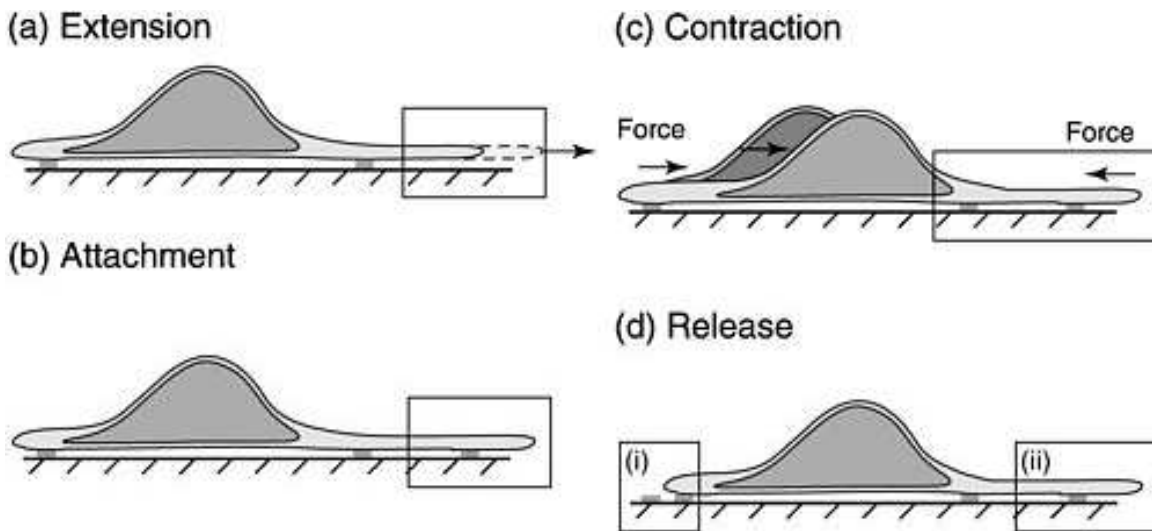 (a) Extension
(b) Attachment
(c) Contraction
Force
Force
(d) Release
(i)
(ii)